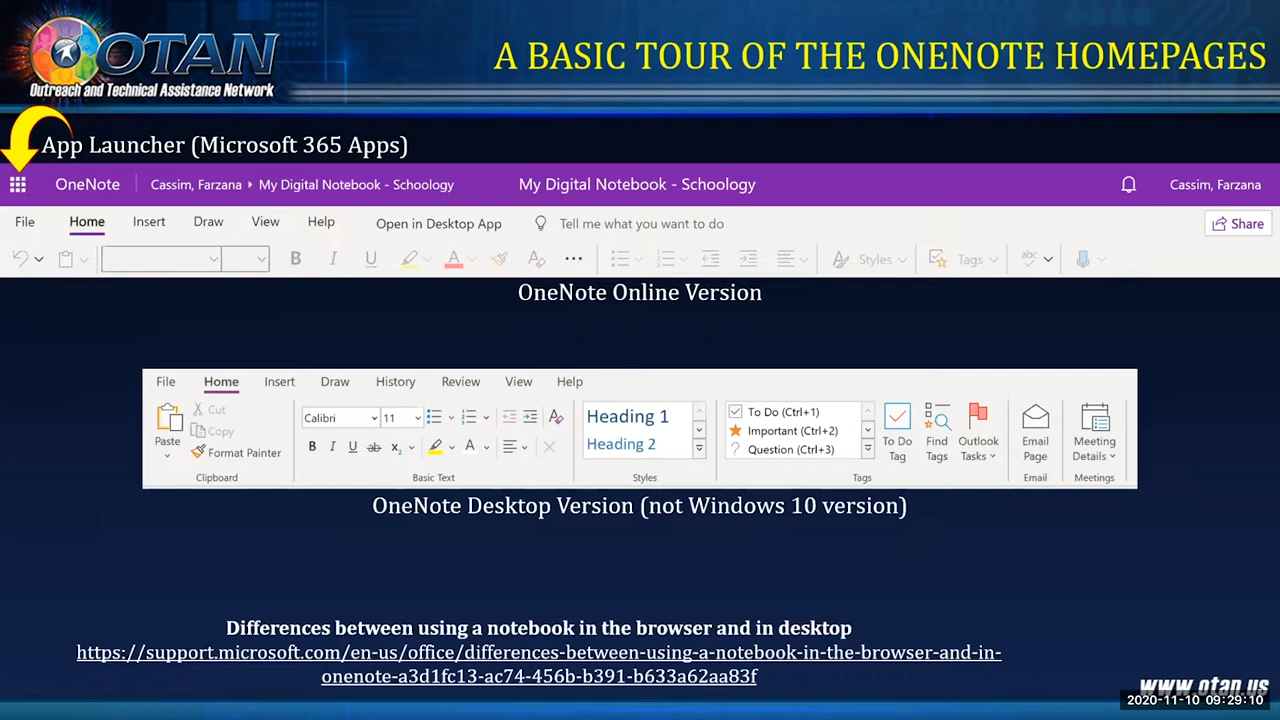 OTAN
Outreach and Technical Assistance Network
A BASIC TOUR OF THE ONENOTE HOMEPAGES
App Launcher (Microsoft 365 Apps)
OneNote Cassim, Farzana My Digital Notebook - Schoology My Digital Notebook - Schoology Cassim, Farzana
File Home Insert Draw View Help Open in Desktop App Tell me what you want to do Share
B I U A A Styles Tags abc
OneNote Online Version
File Home Insert Draw History Review View Help
Paste Cut Copy Format Painter
Clipboard
Calibri 11
B I U ab x₂ A
Basic Text
Heading 1
Heading 2
Styles
To Do (Ctrl+1)
Important (Ctrl+2)
? Question (Ctrl+3)
To Do Tag
Find Tags
Outlook Tasks
Tags
Email Page
Email
Meeting Details
Meetings
OneNote Desktop Version (not Windows 10 version)
Differences between using a notebook in the browser and in desktop
https://support.microsoft.com/en-us/office/differences-between-using-a-notebook-in-the-browser-and-in-
onenote-a3d1fc13-ac74-456b-b391-b633a62aa83f
www.otan.us
2020-11-10 09:29:10